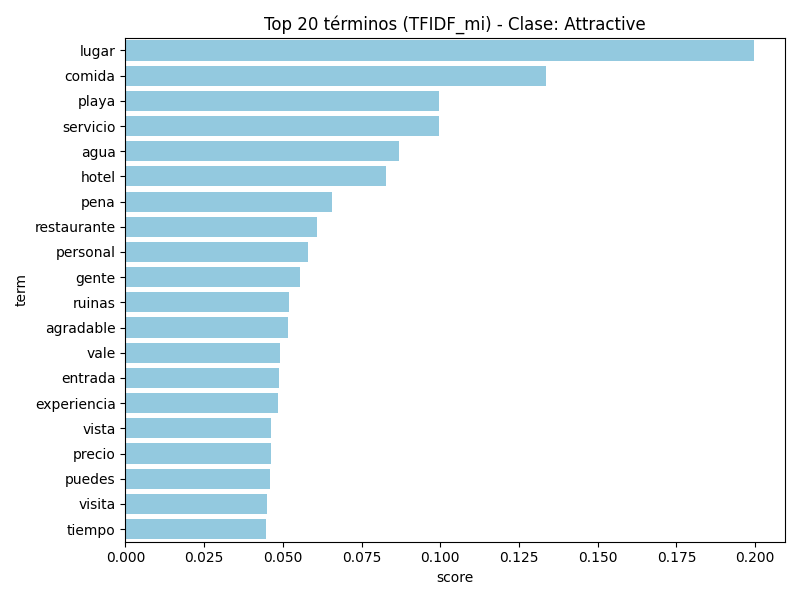 Top 20 términos (TFIDF_mi) - Clase: Attractive
term
lugar
comida
playa
servicio
agua
hotel
pena
restaurante
personal
gente
ruinas
agradable
vale
entrada
experiencia
vista
precio
puedes
visita
tiempo
0.000 0.025 0.050 0.075 0.100 0.125 0.150 0.175 0.200
score